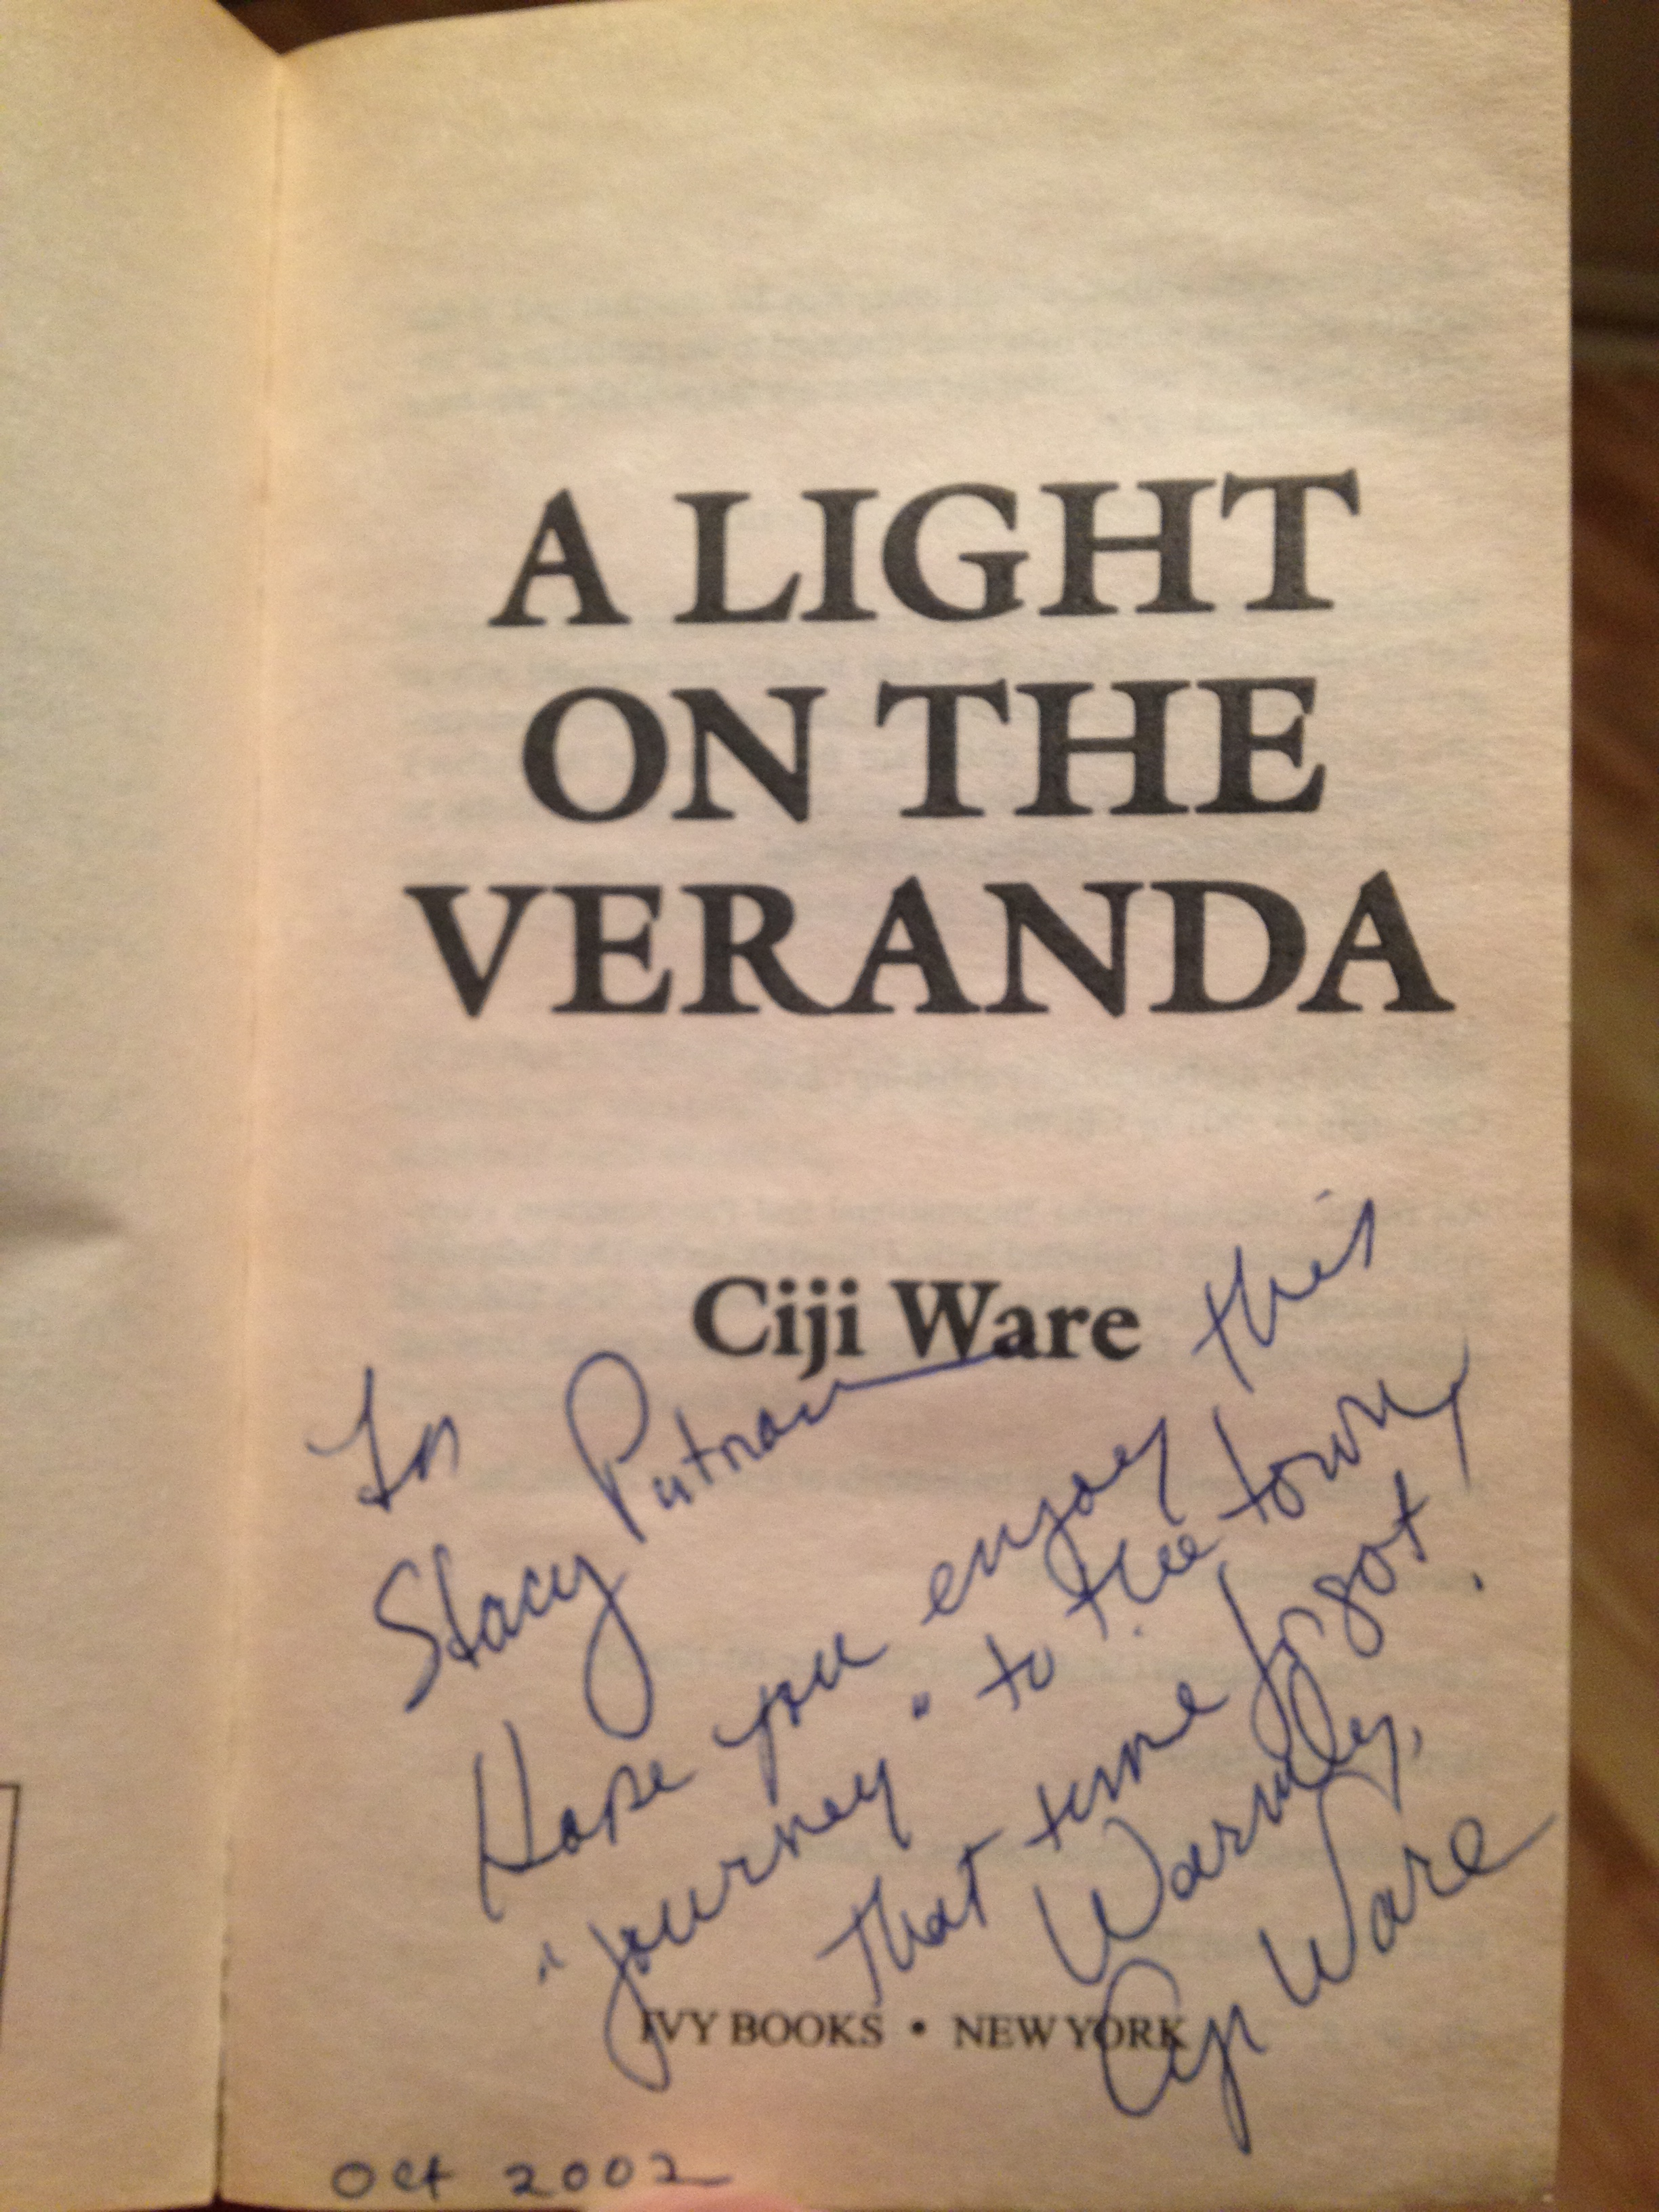 A LIGHT
ON THE
VERANDA
Ciji Ware
For
Stacy Putnam
Hope you enjoy this
"journey" to the town
that time forgot!
Warmly,
Ciji Ware
IVY BOOKS • NEW YORK
Oct 2002